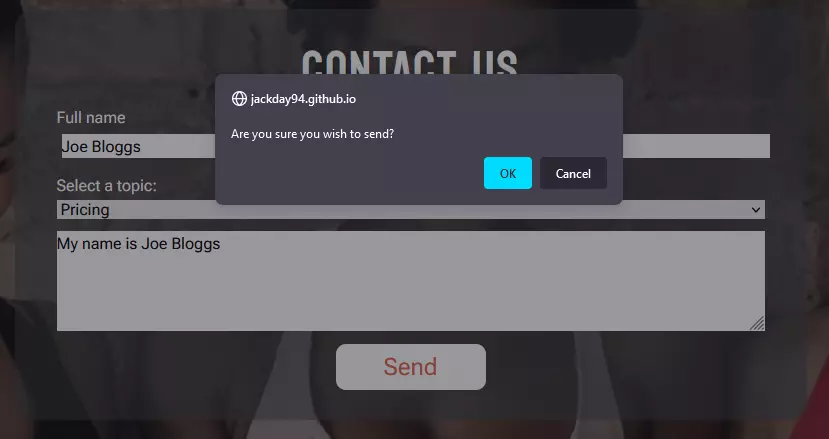 CONTACT US
jackday94.github.io
Are you sure you wish to send?
OK
Cancel
Full name
Joe Bloggs
Select a topic:
Pricing
My name is Joe Bloggs
Send